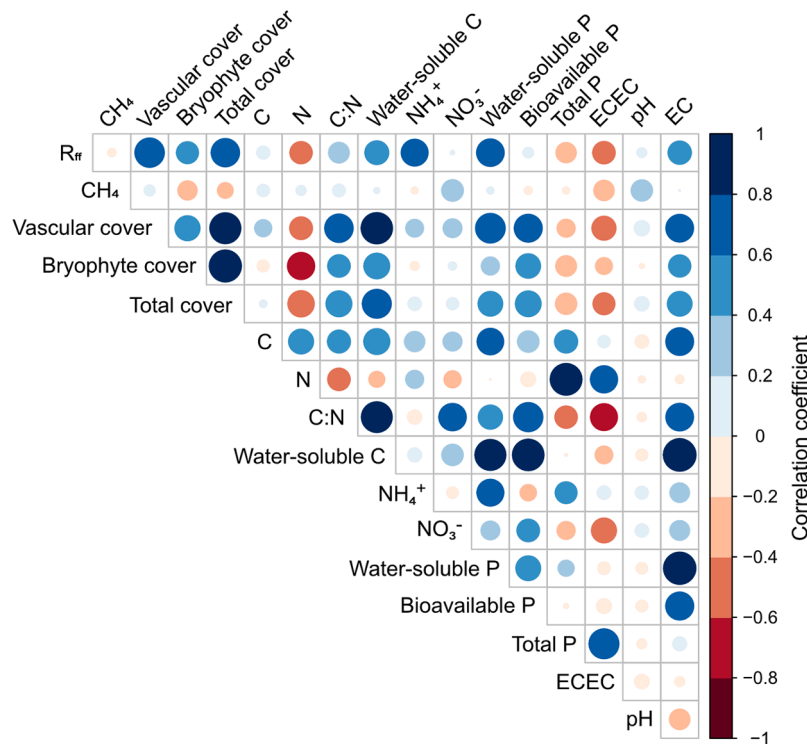 CH₄
Vascular cover
Bryophyte cover
Total cover
C
N
C:N
Water-soluble C
NH₄⁺
NO₃⁻
Water-soluble P
Bioavailable P
Total P
ECEC
pH
EC
R_ff
CH₄
Vascular cover
Bryophyte cover
Total cover
C
N
C:N
Water-soluble C
NH₄⁺
NO₃⁻
Water-soluble P
Bioavailable P
Total P
ECEC
pH
1
0.8
0.6
0.4
0.2
0
−0.2
−0.4
−0.6
−0.8
−1
Correlation coefficient